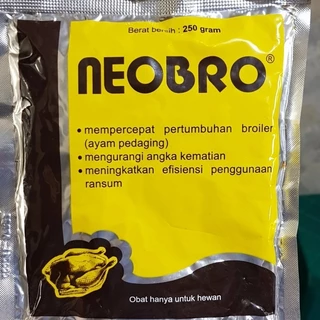 Berat bersih : 250 gram
NEOBRO®
• mempercepat pertumbuhan broiler
(ayam pedaging)
• mengurangi angka kematian
• meningkatkan efisiensi penggunaan
ransum
Obat hanya untuk hewan